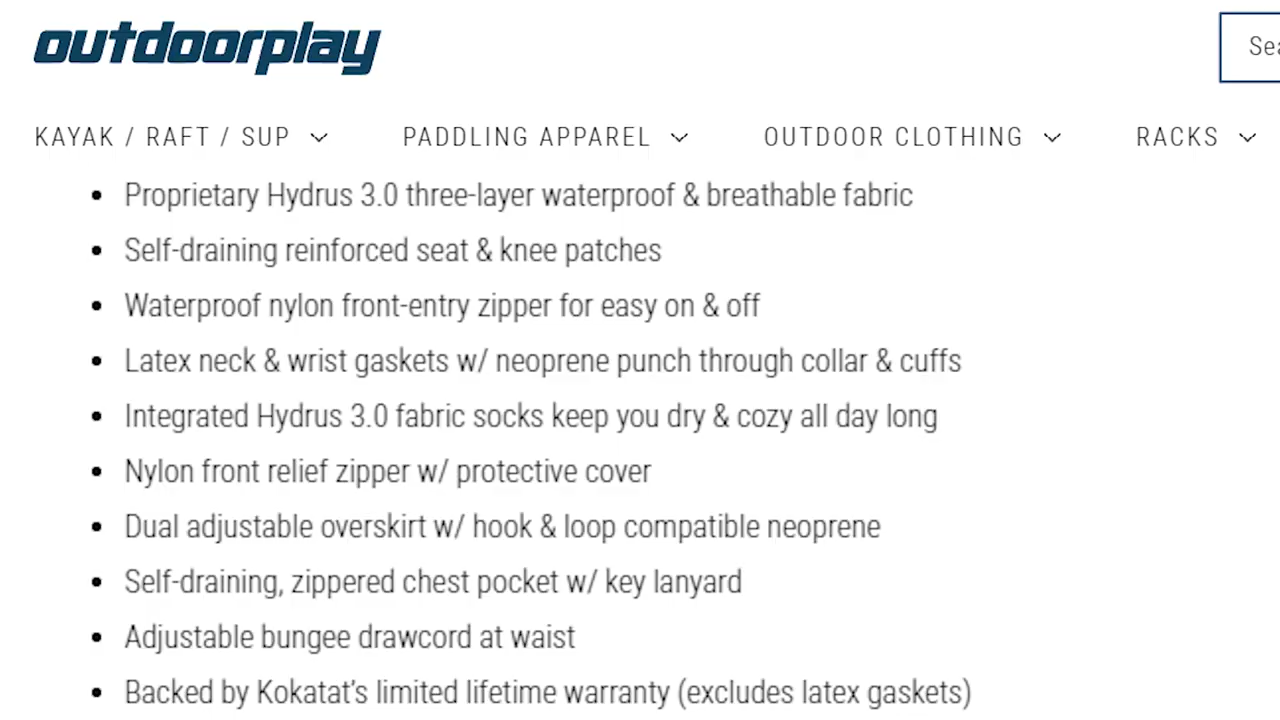 outdoorplay
Sea
KAYAK / RAFT / SUP PADDLING APPAREL OUTDOOR CLOTHING RACKS
• Proprietary Hydrus 3.0 three-layer waterproof & breathable fabric
• Self-draining reinforced seat & knee patches
• Waterproof nylon front-entry zipper for easy on & off
• Latex neck & wrist gaskets w/ neoprene punch through collar & cuffs
• Integrated Hydrus 3.0 fabric socks keep you dry & cozy all day long
• Nylon front relief zipper w/ protective cover
• Dual adjustable overskirt w/ hook & loop compatible neoprene
• Self-draining, zippered chest pocket w/ key lanyard
• Adjustable bungee drawcord at waist
• Backed by Kokatat’s limited lifetime warranty (excludes latex gaskets)